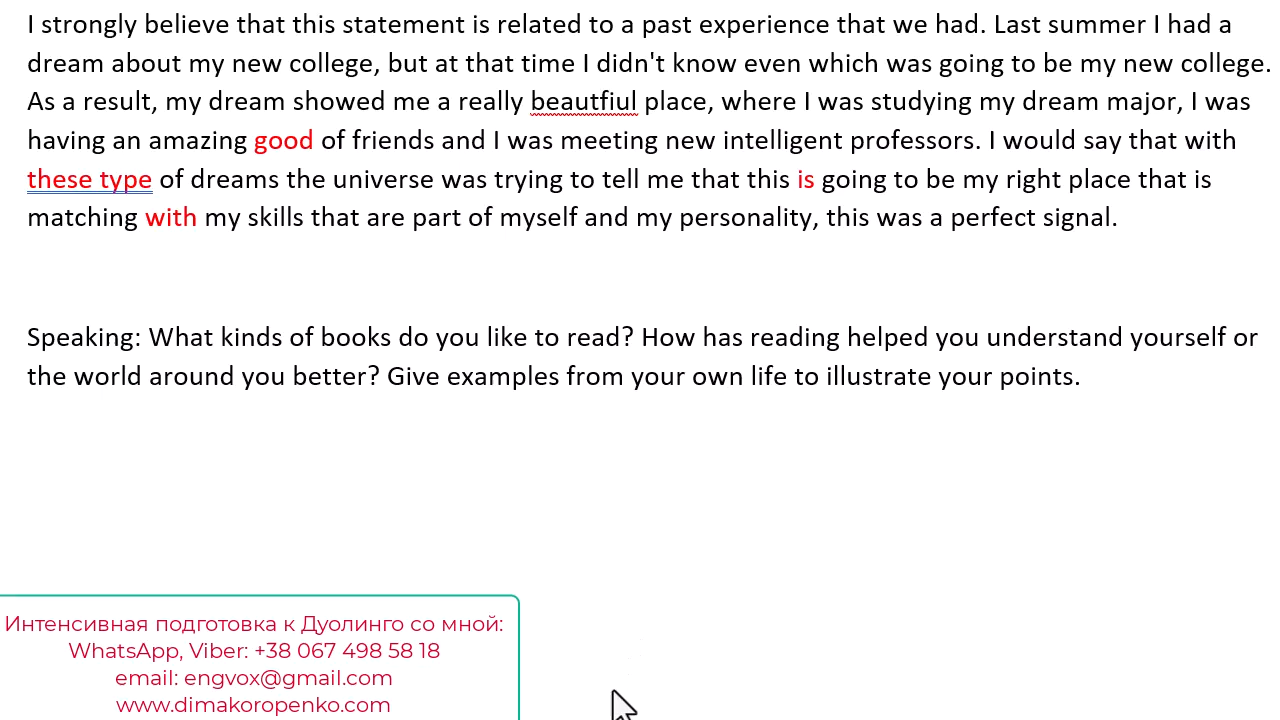 I strongly believe that this statement is related to a past experience that we had. Last summer I had a
dream about my new college, but at that time I didn't know even which was going to be my new college.
As a result, my dream showed me a really beautfiul place, where I was studying my dream major, I was
having an amazing good of friends and I was meeting new intelligent professors. I would say that with
these type of dreams the universe was trying to tell me that this is going to be my right place that is
matching with my skills that are part of myself and my personality, this was a perfect signal.
Speaking: What kinds of books do you like to read? How has reading helped you understand yourself or
the world around you better? Give examples from your own life to illustrate your points.
Интенсивная подготовка к Дуолинго со мной:
WhatsApp, Viber: +38 067 498 58 18
email: engvox@gmail.com
www.dimakoropenko.com